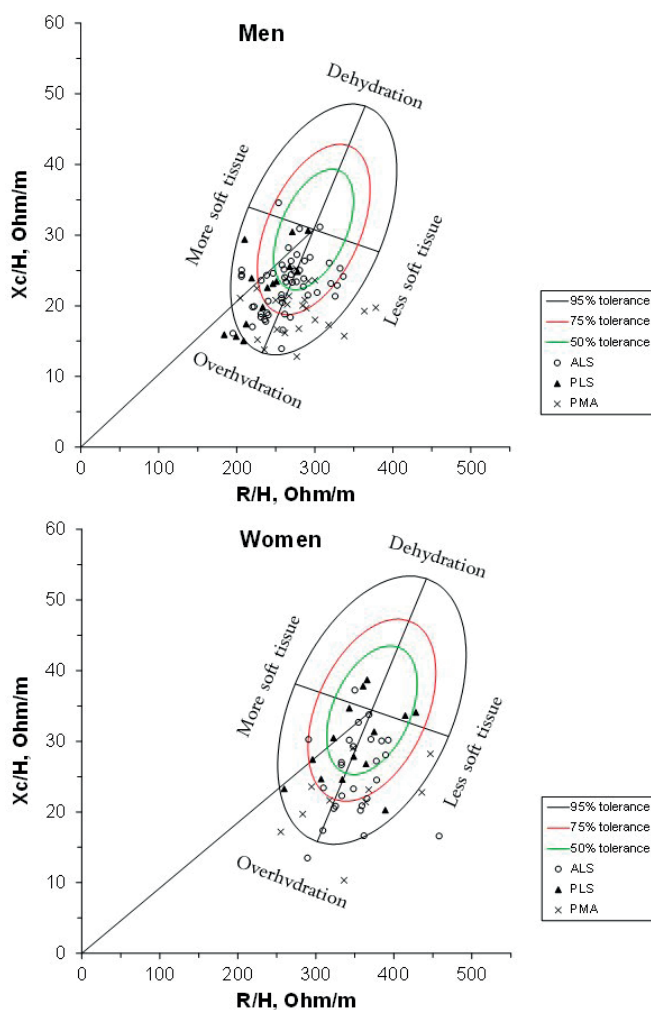 Men
60
50
40
30
20
10
0
Xc/H, Ohm/m
Dehydration
More soft tissue
Less soft tissue
Overhydration
0 100 200 300 400 500
R/H, Ohm/m
95% tolerance
75% tolerance
50% tolerance
ALS
PLS
PMA
Women
60
50
40
30
20
10
0
Xc/H, Ohm/m
Dehydration
More soft tissue
Less soft tissue
Overhydration
0 100 200 300 400 500
R/H, Ohm/m
95% tolerance
75% tolerance
50% tolerance
ALS
PLS
PMA